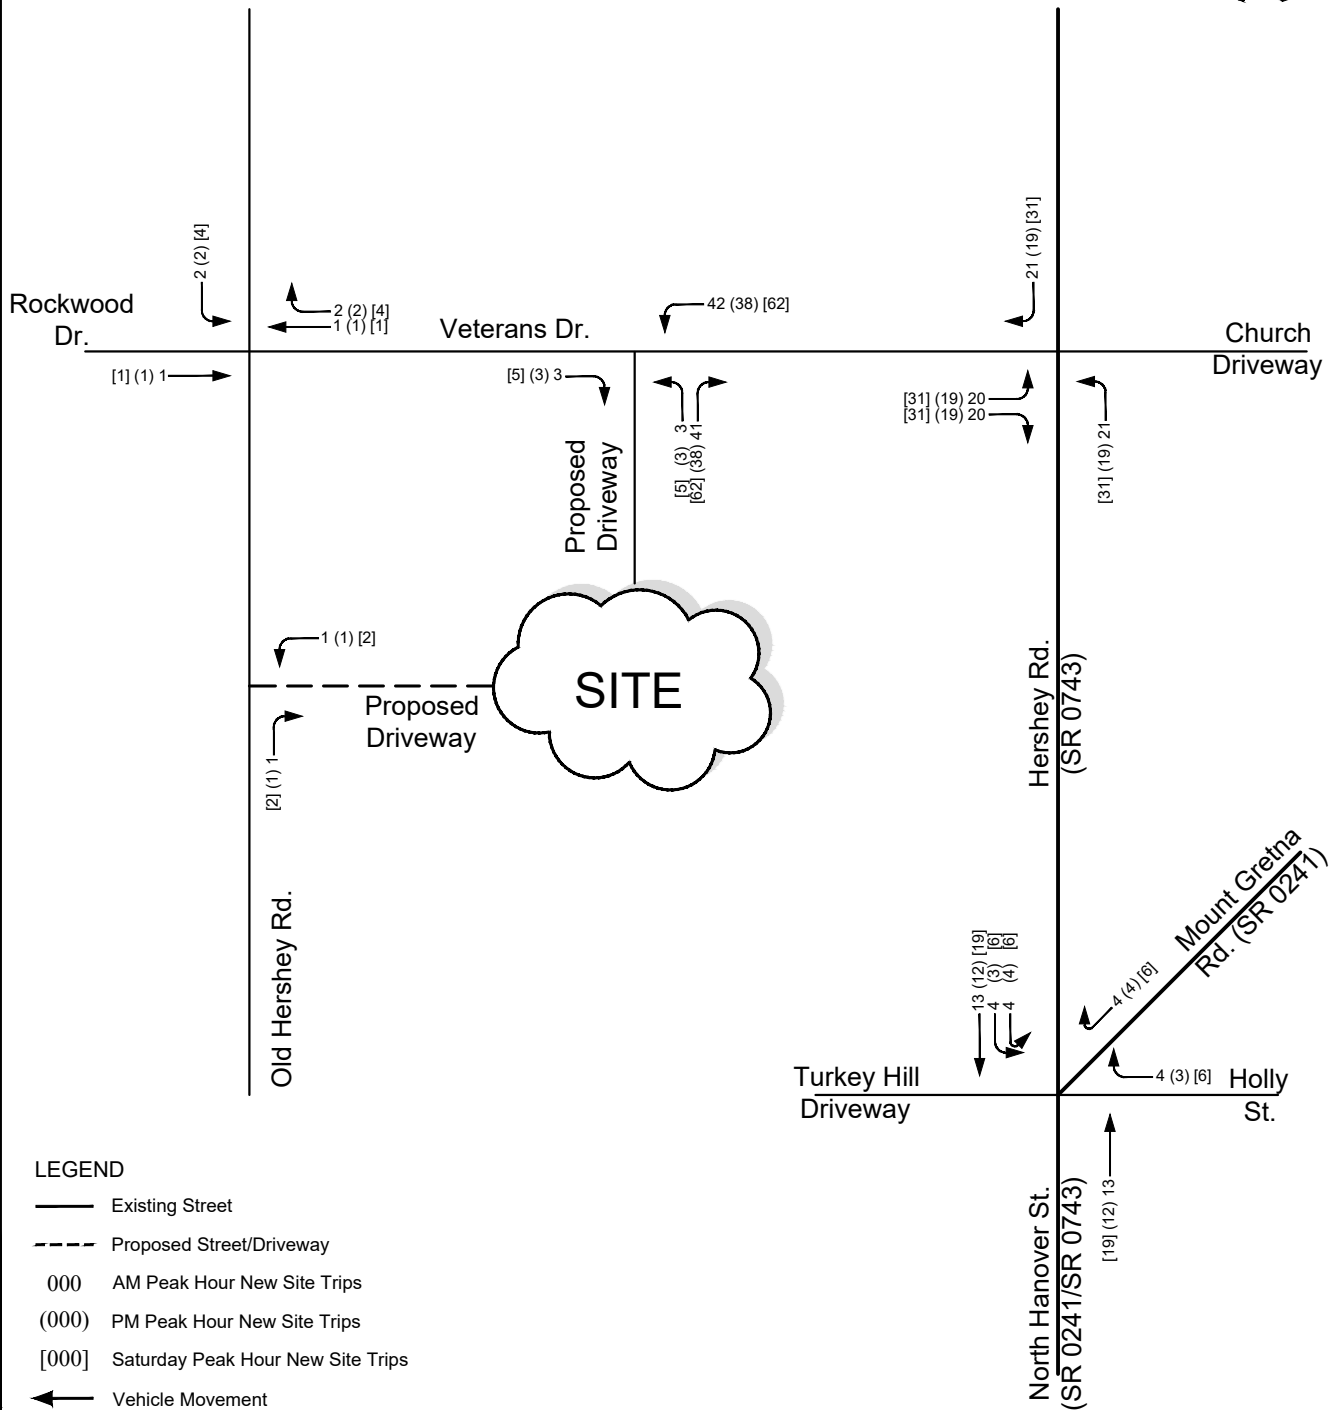 2 (2) [4]
21 (19) [31]
Rockwood
Dr.
2 (2) [4]
1 (1) [1]
Veterans Dr.
42 (38) [62]
Church
Driveway
[1] (1) 1
[5] (3) 3
[5] (3) 3
[62] (38) 41
[31] (19) 20
[31] (19) 20
[31] (19) 21
Proposed
Driveway
1 (1) [2]
SITE
Proposed
Driveway
[2] (1) 1
Hershey Rd.
(SR 0743)
Mount Gretna
Rd. (SR 0241)
Old Hershey Rd.
13 (12) [19]
4 (3) [6]
4 (4) [6]
4 (4) [6]
Turkey Hill
Driveway
4 (3) [6]
Holly
St.
[19] (12) 13
North Hanover St.
(SR 0241/SR 0743)
LEGEND
Existing Street
Proposed Street/Driveway
000 AM Peak Hour New Site Trips
(000) PM Peak Hour New Site Trips
[000] Saturday Peak Hour New Site Trips
Vehicle Movement